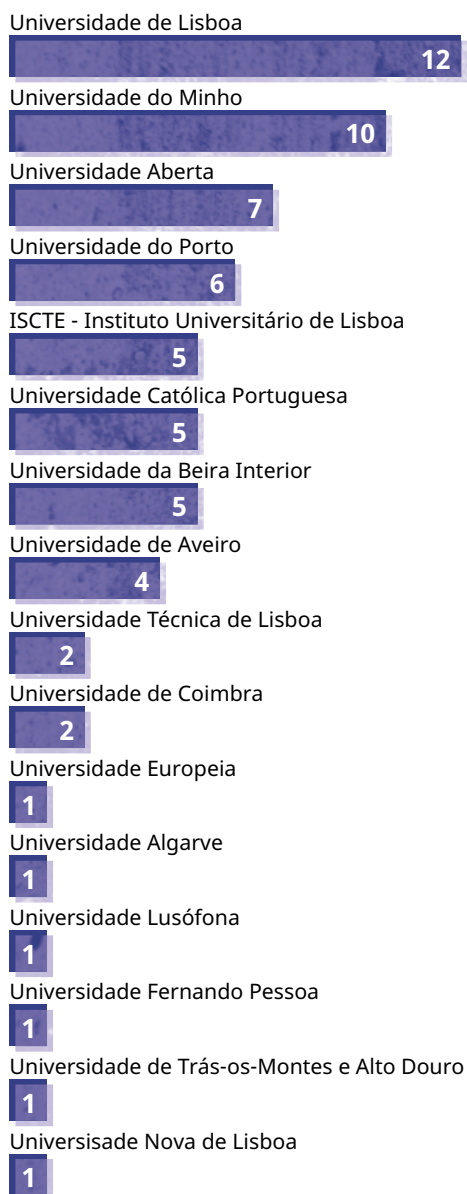 Universidade de Lisboa
12
Universidade do Minho
10
Universidade Aberta
7
Universidade do Porto
6
ISCTE - Instituto Universitário de Lisboa
5
Universidade Católica Portuguesa
5
Universidade da Beira Interior
5
Universidade de Aveiro
4
Universidade Técnica de Lisboa
2
Universidade de Coimbra
2
Universidade Europeia
1
Universidade Algarve
1
Universidade Lusófona
1
Universidade Fernando Pessoa
1
Universidade de Trás-os-Montes e Alto Douro
1
Universisade Nova de Lisboa
1